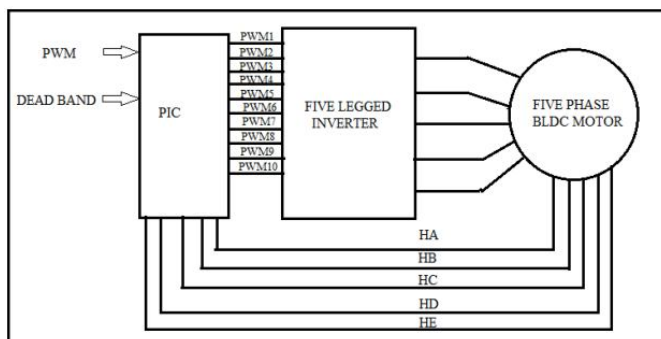 PWM
DEAD BAND
PIC
PWM1
PWM2
PWM3
PWM4
PWM5
PWM6
PWM7
PWM8
PWM9
PWM10
FIVE LEGGED
INVERTER
FIVE PHASE
BLDC MOTOR
HA
HB
HC
HD
HE